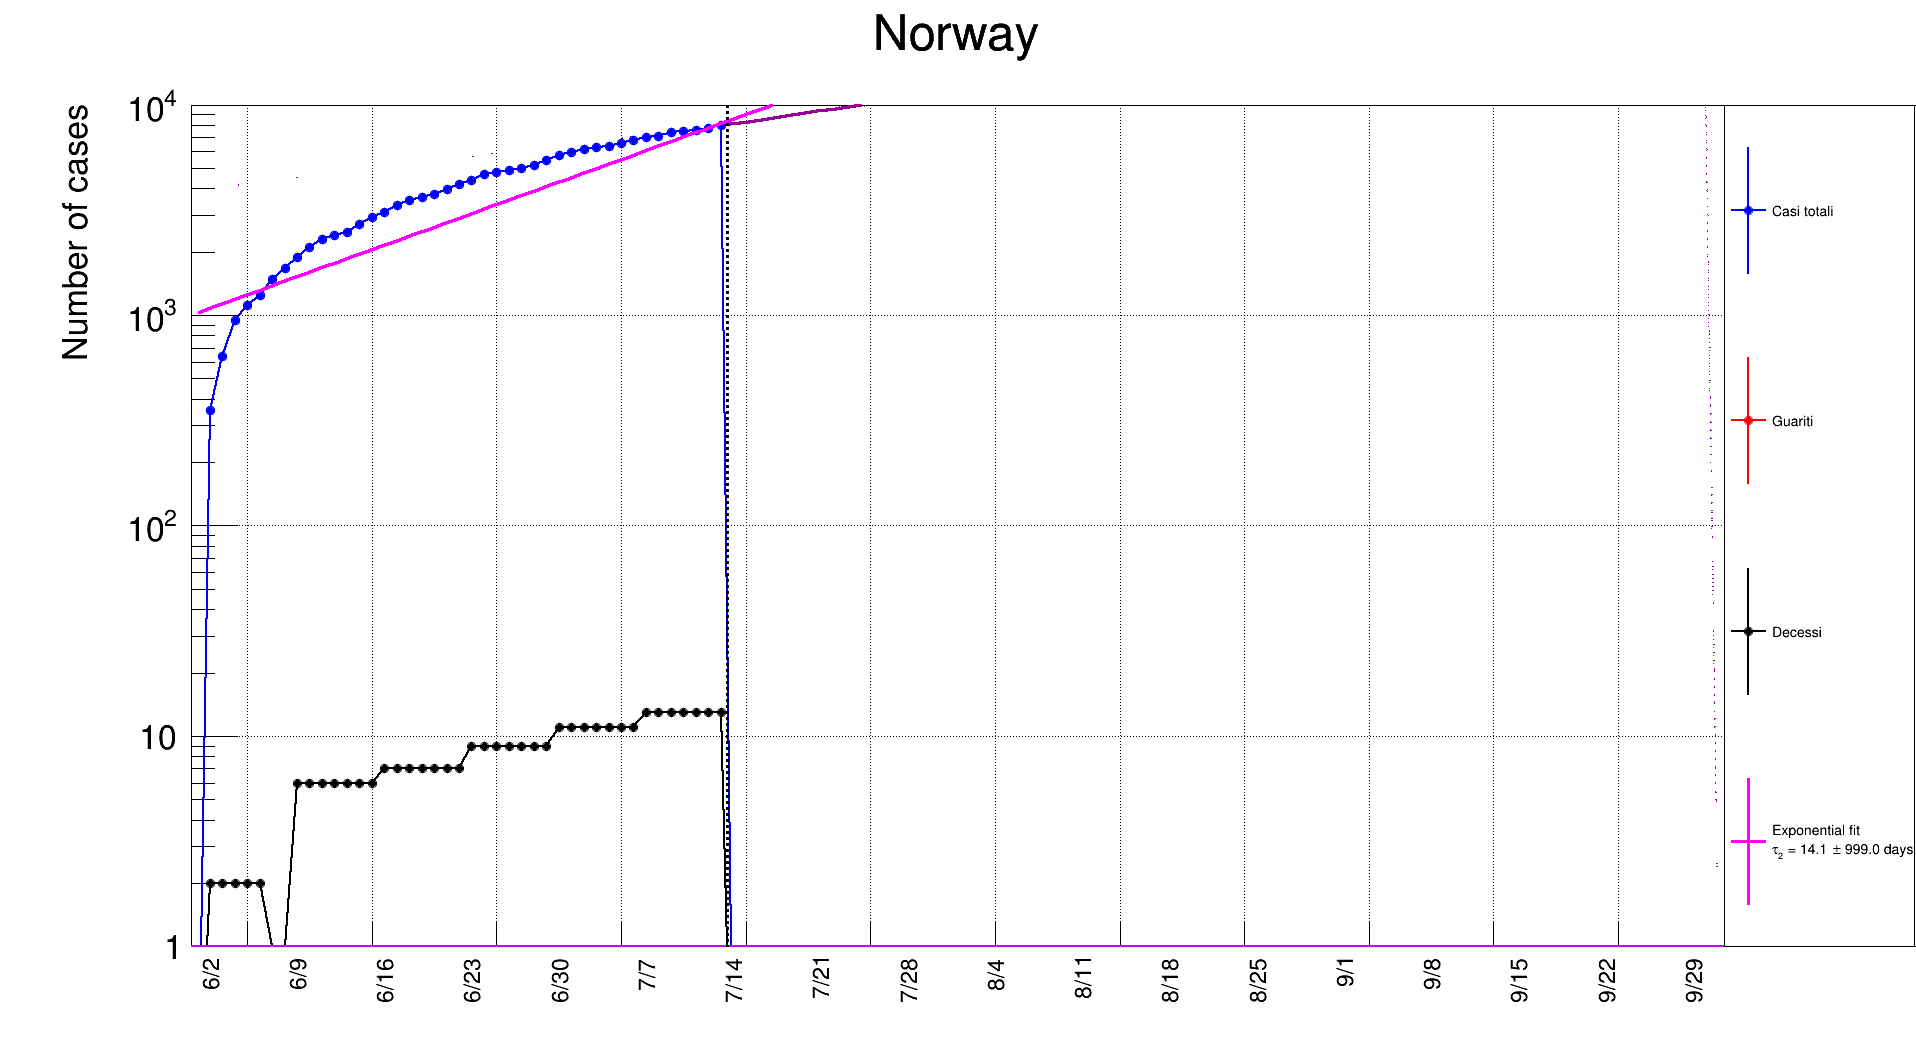 Norway
Number of cases
10^4
10^3
10^2
10
1
6/2 6/9 6/16 6/23 6/30 7/7 7/14 7/21 7/28 8/4 8/11 8/18 8/25 9/1 9/8 9/15 9/22 9/29
Casi totali
Guariti
Decessi
Exponential fit
τ_2 = 14.1 ± 999.0 days